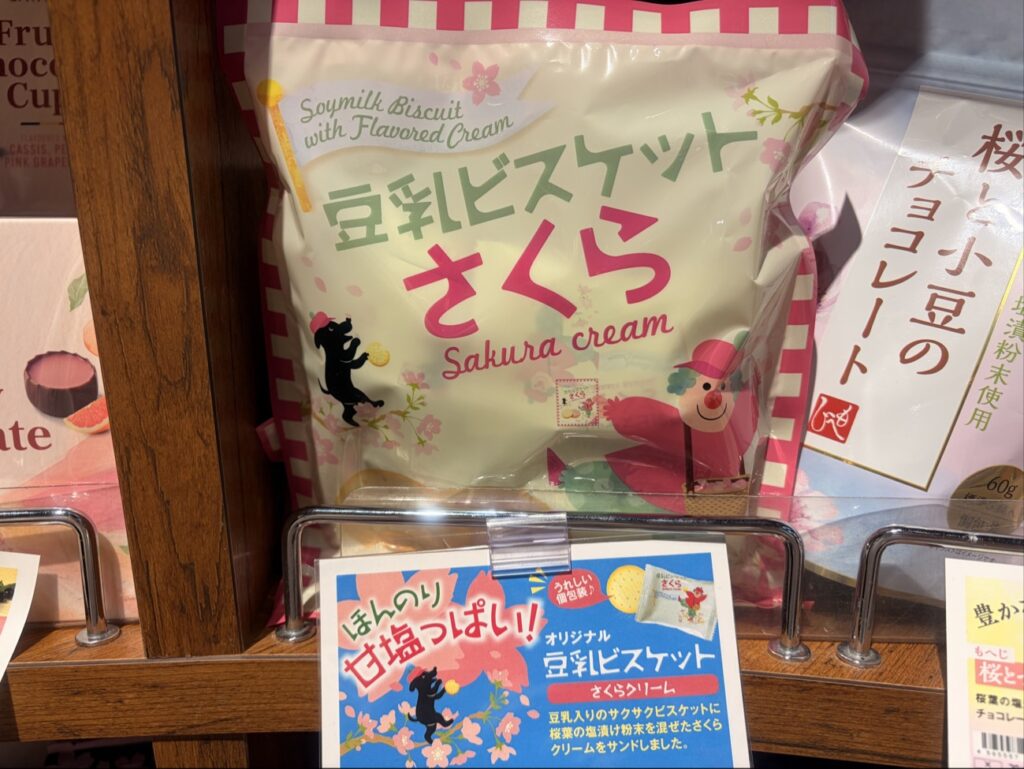 Fru
Cup
CASSIS, PE
PINK GRAPE
ate
Soymilk Biscuit
with Flavored Cream
豆乳ビスケット
さくら
Sakura cream
桜と小豆の
チョコレート
塩漬粉末使用
もへじ
60g
ほんのり
甘塩っぱい!
うれしい
個包装♪
オリジナル
豆乳ビスケット
さくらクリーム
豆乳入りのサクサクビスケットに
桜葉の塩漬け粉末を混ぜたさくら
クリームをサンドしました。
豊か
もへじ
桜と
桜葉の塩
チョコレー